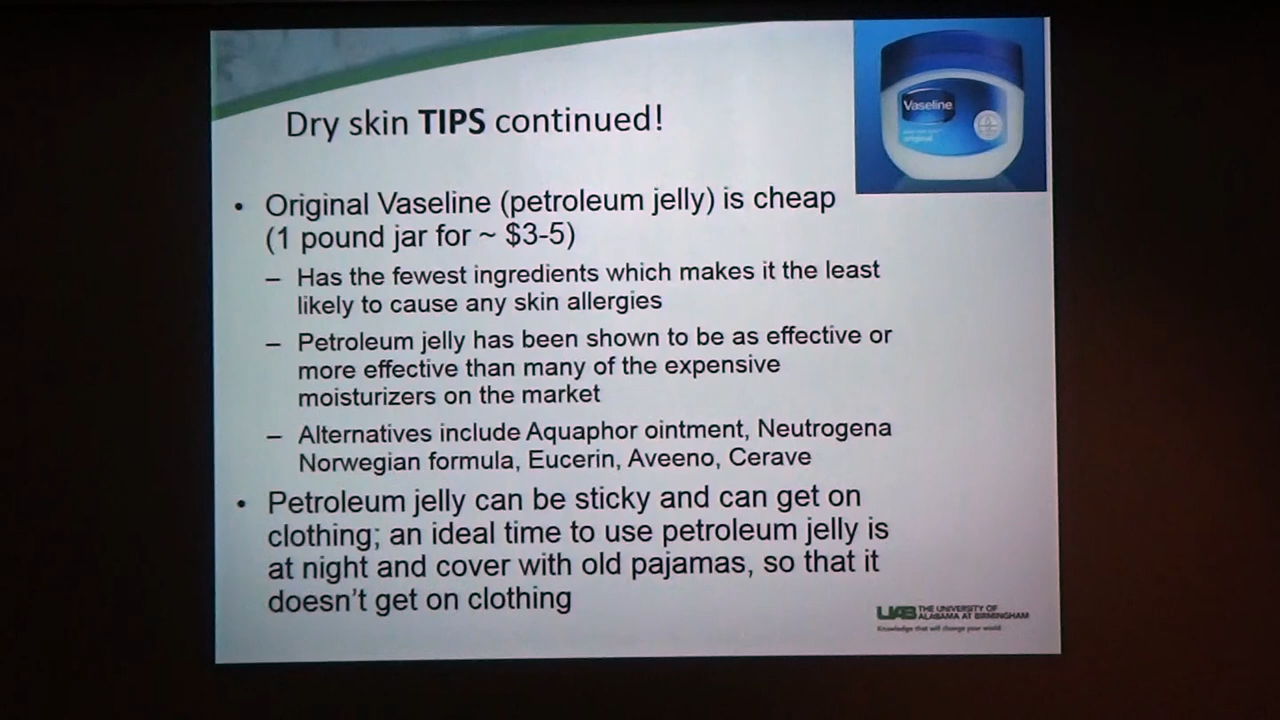 Dry skin TIPS continued!
Vaseline
original
• Original Vaseline (petroleum jelly) is cheap
(1 pound jar for ~ $3-5)
– Has the fewest ingredients which makes it the least
likely to cause any skin allergies
– Petroleum jelly has been shown to be as effective or
more effective than many of the expensive
moisturizers on the market
– Alternatives include Aquaphor ointment, Neutrogena
Norwegian formula, Eucerin, Aveeno, Cerave
• Petroleum jelly can be sticky and can get on
clothing; an ideal time to use petroleum jelly is
at night and cover with old pajamas, so that it
doesn't get on clothing
UAB THE UNIVERSITY OF
ALABAMA AT BIRMINGHAM
Knowledge that will change your world